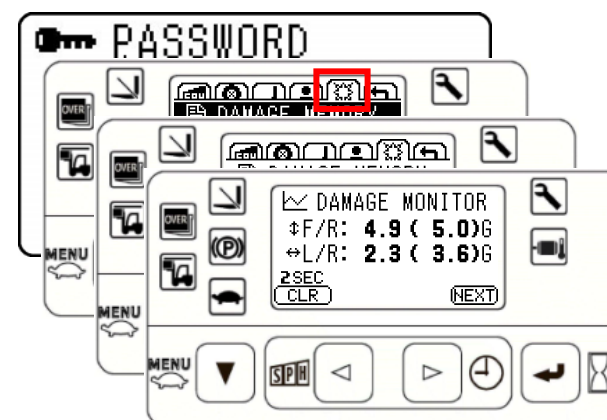 PASSWORD
OVER
DAMAGE MEMORY
MENU
OVER
MENU
DAMAGE MONITOR
F/R: 4.9 ( 5.0)G
L/R: 2.3 ( 3.6)G
2SEC
CLR NEXT
OVER
(P)
MENU
SPH